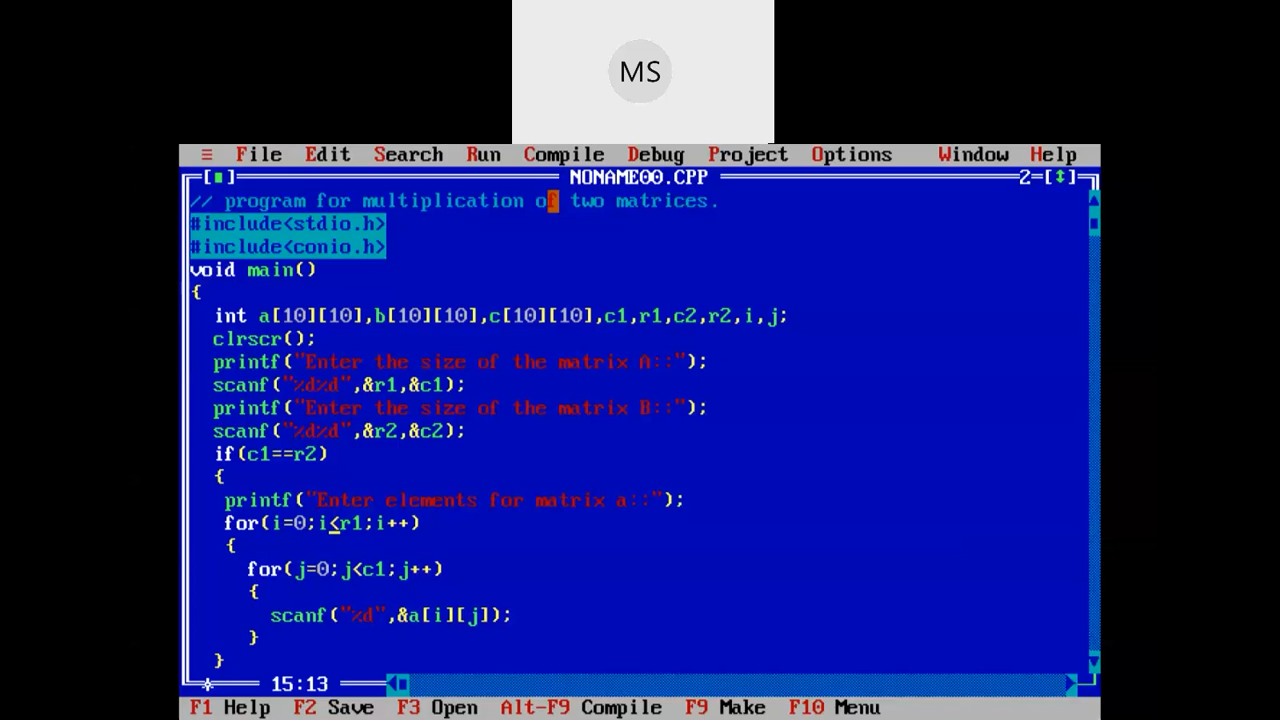 MS
≡ File Edit Search Run Compile Debug Project Options Window Help
[■] NONAME00.CPP 2=[↕]
// program for multiplication of two matrices.
#include<stdio.h>
#include<conio.h>
void main()
{
int a[10][10],b[10][10],c[10][10],c1,r1,c2,r2,i,j;
clrscr();
printf("Enter the size of the matrix A::");
scanf("%d%d",&r1,&c1);
printf("Enter the size of the matrix B::");
scanf("%d%d",&r2,&c2);
if(c1==r2)
{
printf("Enter elements for matrix a::");
for(i=0;i<r1;i++)
{
for(j=0;j<c1;j++)
{
scanf("%d",&a[i][j]);
}
}
15:13
F1 Help F2 Save F3 Open Alt-F9 Compile F9 Make F10 Menu